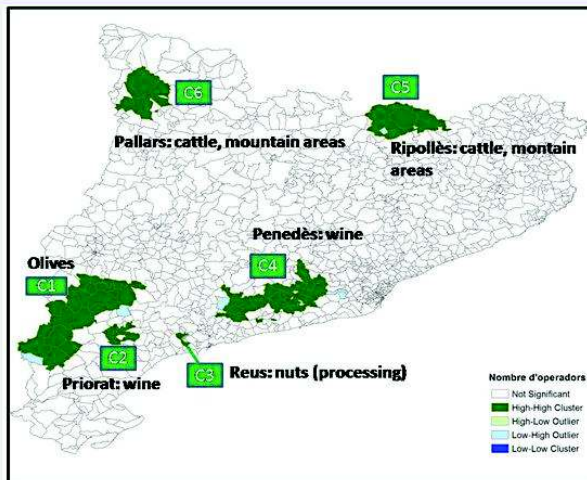 C6
C5
Pallars: cattle, mountain areas
Ripollès: cattle, montain
areas
Penedès: wine
Olives
C4
C1
C2
Priorat: wine
C3
Reus: nuts (processing)
Nombre d'operadors
Not Significant
High-High Cluster
High-Low Outlier
Low-High Outlier
Low-Low Cluster